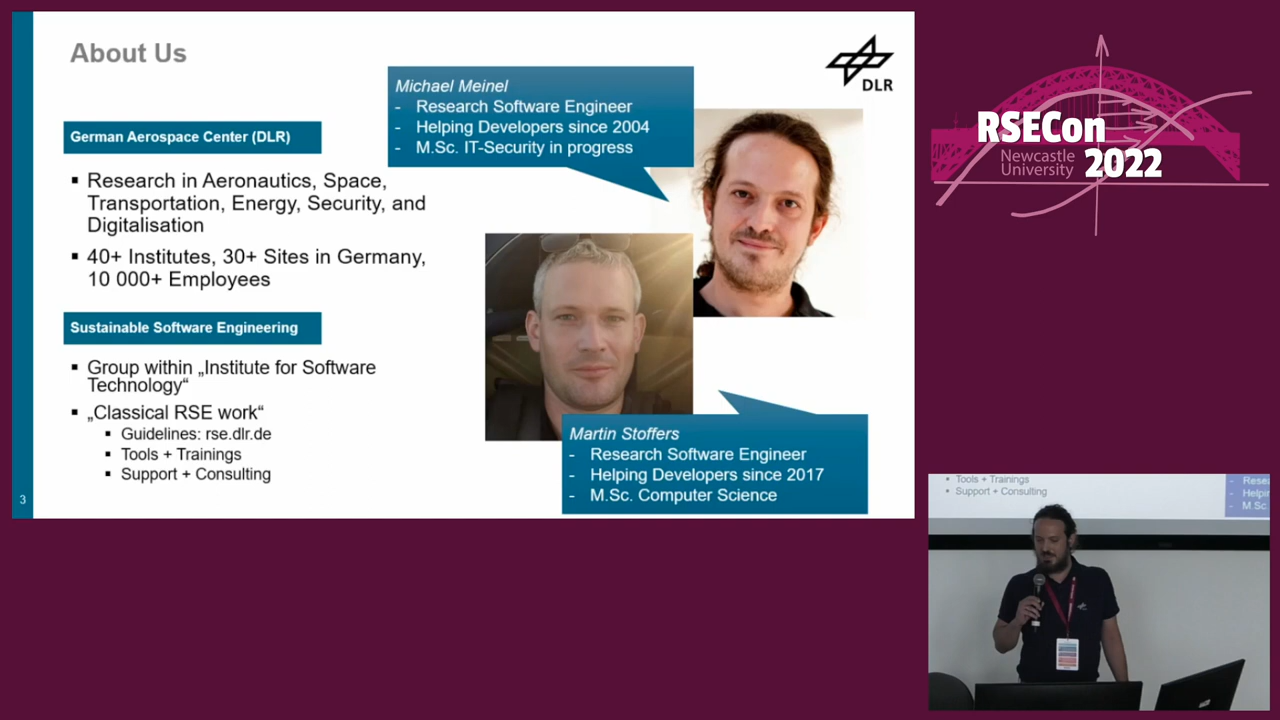 About Us
DLR
German Aerospace Center (DLR)
▪ Research in Aeronautics, Space,
Transportation, Energy, Security, and
Digitalisation
▪ 40+ Institutes, 30+ Sites in Germany,
10 000+ Employees
Sustainable Software Engineering
▪ Group within „Institute for Software
Technology“
▪ „Classical RSE work“
▪ Guidelines: rse.dlr.de
▪ Tools + Trainings
▪ Support + Consulting
3
Michael Meinel
- Research Software Engineer
- Helping Developers since 2004
- M.Sc. IT-Security in progress
Martin Stoffers
- Research Software Engineer
- Helping Developers since 2017
- M.Sc. Computer Science
RSECon
Newcastle
University
2022
▪ Tools + Trainings
▪ Support + Consulting
- Resea
- Helpin
- M.Sc